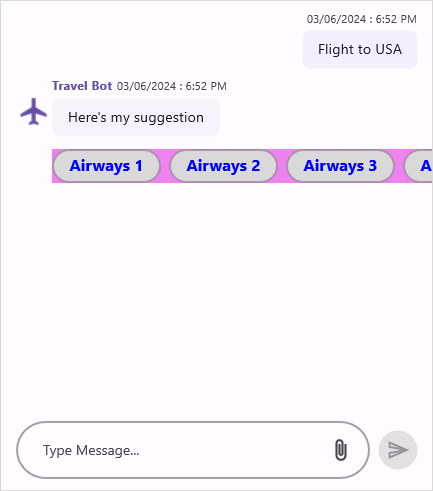 03/06/2024 : 6:52 PM
Flight to USA
Travel Bot 03/06/2024 : 6:52 PM
Here's my suggestion
Airways 1 Airways 2 Airways 3
Type Message...